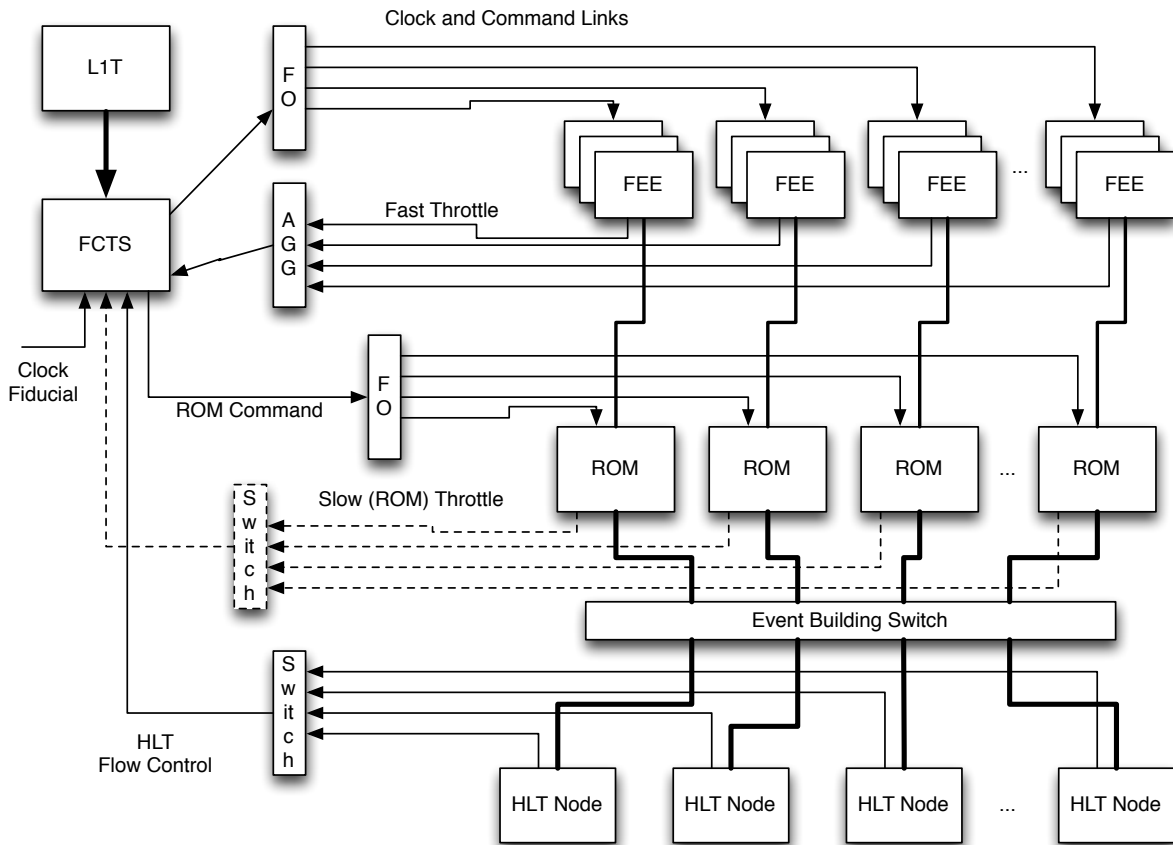 Clock and Command Links
L1T
F
O
FEE
FEE
FEE
...
FEE
FCTS
A
G
G
Fast Throttle
Clock
Fiducial
ROM Command
F
O
ROM
ROM
ROM
...
ROM
Slow (ROM) Throttle
S
w
it
c
h
Event Building Switch
S
w
it
c
h
HLT
Flow Control
HLT Node
HLT Node
HLT Node
...
HLT Node